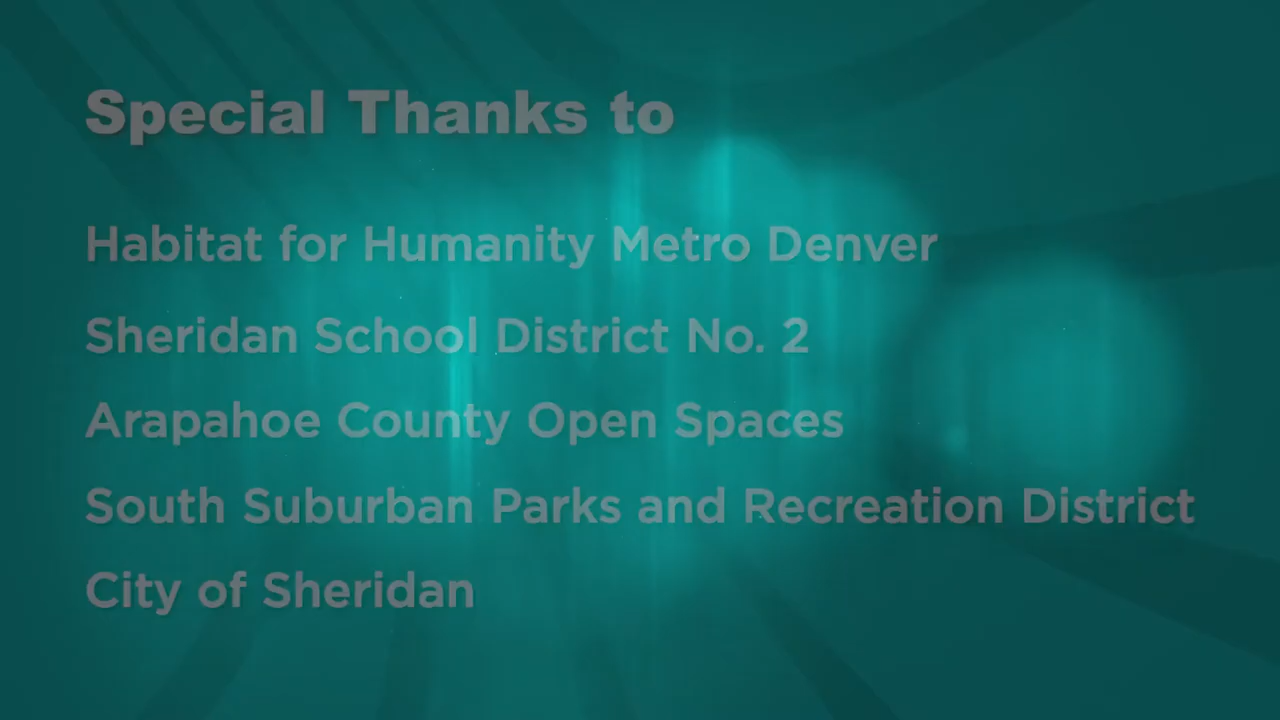 Special Thanks to
Habitat for Humanity Metro Denver
Sheridan School District No. 2
Arapahoe County Open Spaces
South Suburban Parks and Recreation District
City of Sheridan